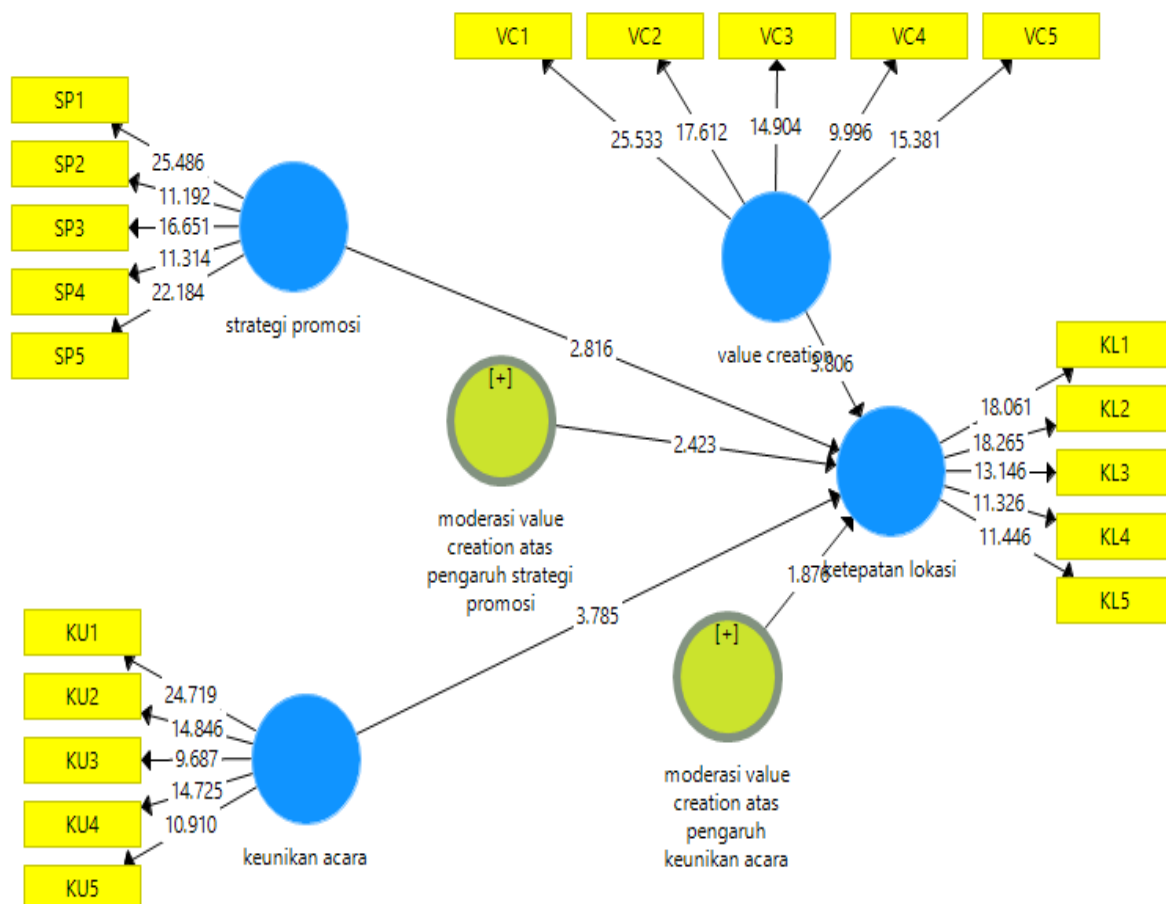 VC1
VC2
VC3
VC4
VC5
25.533
17.612
14.904
9.996
15.381
value creation
3.806
SP1
SP2
SP3
SP4
SP5
25.486
11.192
16.651
11.314
22.184
strategi promosi
2.816
[+]
2.423
moderasi value
creation atas
pengaruh strategi
promosi
KL1
KL2
KL3
KL4
KL5
18.061
18.265
13.146
11.326
11.446
ketepatan lokasi
1.876
3.785
[+]
moderasi value
creation atas
pengaruh
keunikan acara
KU1
KU2
KU3
KU4
KU5
24.719
14.846
9.687
14.725
10.910
keunikan acara